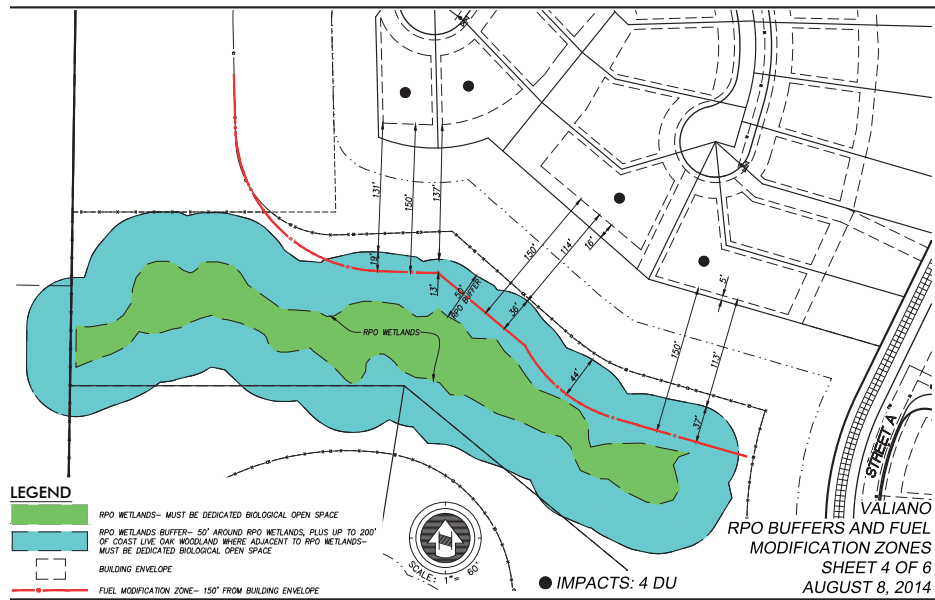 131'
150'
137'
19'
13'
50'
RPO BUFFER
150'
114'
16'
36'
5'
RPO WETLANDS
44'
150'
113'
37'
STREET A
LEGEND
RPO WETLANDS- MUST BE DEDICATED BIOLOGICAL OPEN SPACE
RPO WETLANDS BUFFER- 50' AROUND RPO WETLANDS, PLUS UP TO 200'
OF COAST LIVE OAK WOODLAND WHERE ADJACENT TO RPO WETLANDS-
MUST BE DEDICATED BIOLOGICAL OPEN SPACE
BUILDING ENVELOPE
FUEL MODIFICATION ZONE- 150' FROM BUILDING ENVELOPE
SCALE: 1"= 60'
IMPACTS: 4 DU
VALIANO
RPO BUFFERS AND FUEL
MODIFICATION ZONES
SHEET 4 OF 6
AUGUST 8, 2014